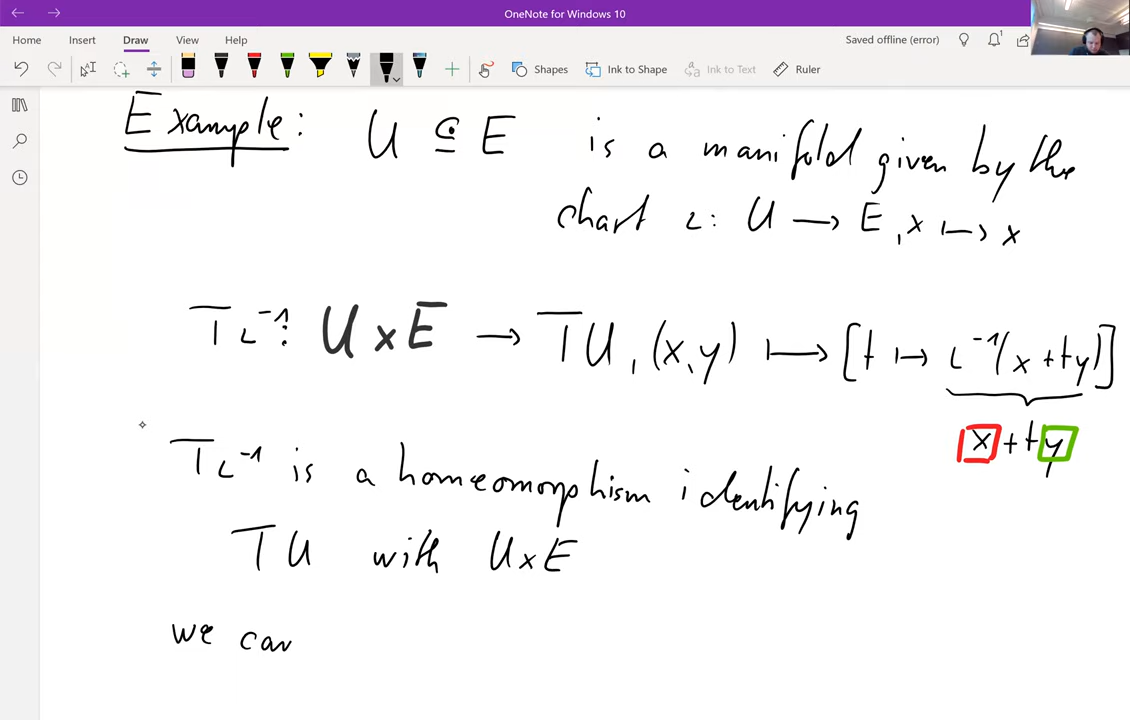 OneNote for Windows 10
Home Insert Draw View Help
Saved offline (error)
Shapes Ink to Shape Ink to Text Ruler
Example: U ⊆ E is a manifold given by the
chart ι: U → E, x ↦ x
Tι⁻¹: U×E → TU, (x,y) ↦ [t ↦ ι⁻¹(x+ty)]
x+ty
Tι⁻¹ is a homeomorphism identifying
TU with U×E
we can